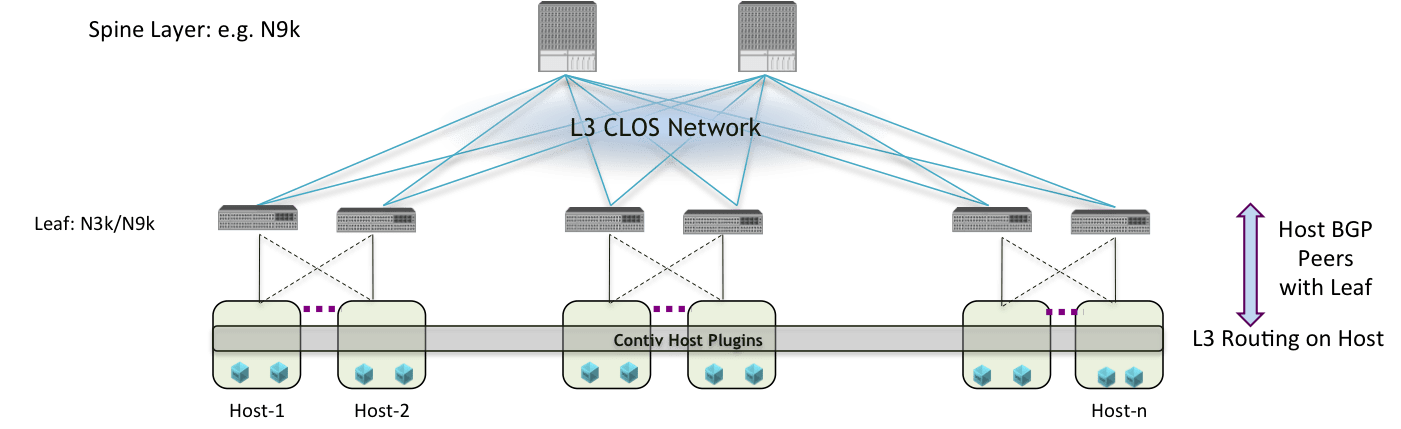 Spine Layer: e.g. N9k
L3 CLOS Network
Leaf: N3k/N9k
Host BGP
Peers
with Leaf
Contiv Host Plugins
L3 Routing on Host
Host-1
Host-2
Host-n